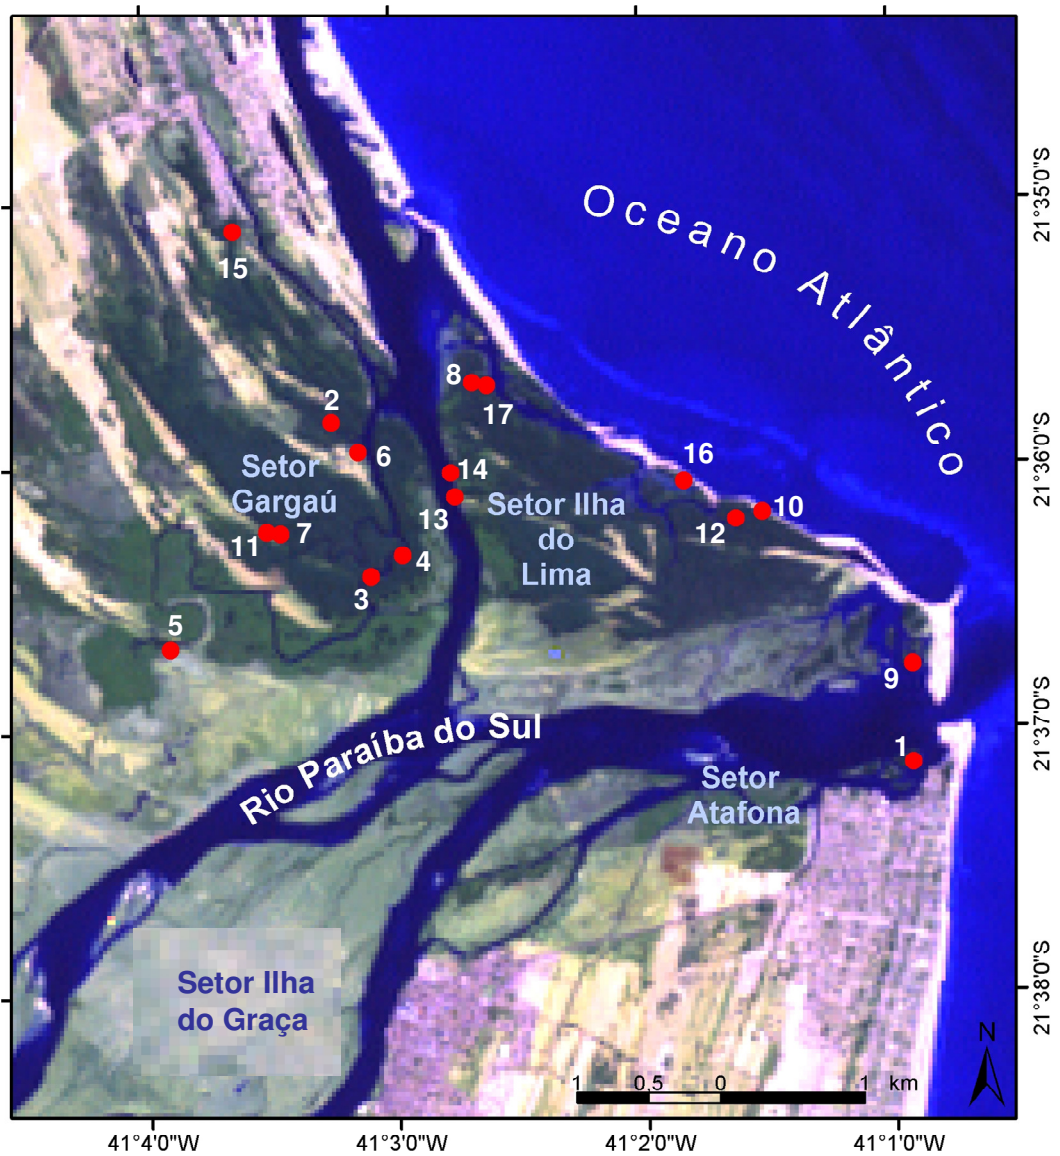 Oceano Atlântico
21°35'0"S
15
8
17
2
6
14
16
Setor
Gargaú
21°36'0"S
13
Setor Ilha
do
Lima
10
12
11
7
4
3
5
9
Rio Paraíba do Sul
21°37'0"S
1
Setor
Atafona
Setor Ilha
do Graça
21°38'0"S
N
1 0,5 0 1 km
41°4'0"W 41°3'0"W 41°2'0"W 41°1'0"W